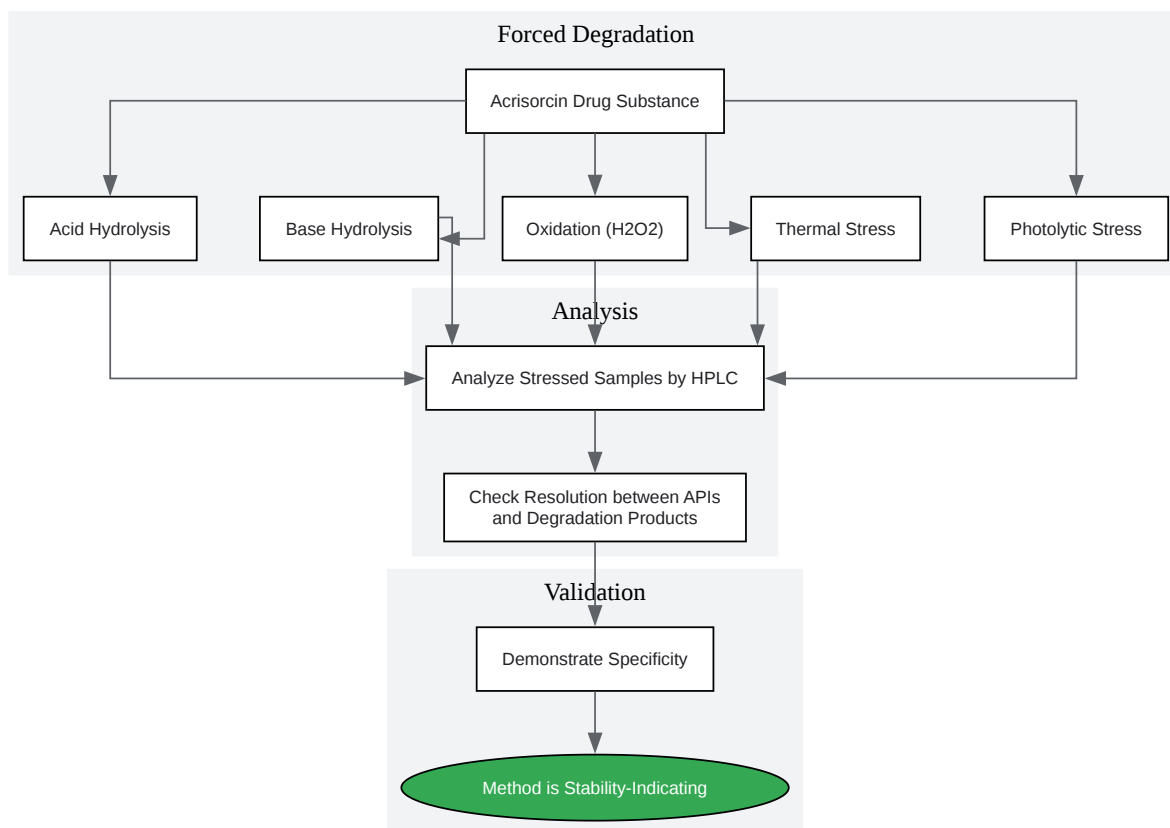 Forced Degradation
Acrisorcin Drug Substance
Acid Hydrolysis
Base Hydrolysis
Oxidation (H2O2)
Thermal Stress
Photolytic Stress
Analysis
Analyze Stressed Samples by HPLC
Check Resolution between APIs
and Degradation Products
Validation
Demonstrate Specificity
Method is Stability-Indicating